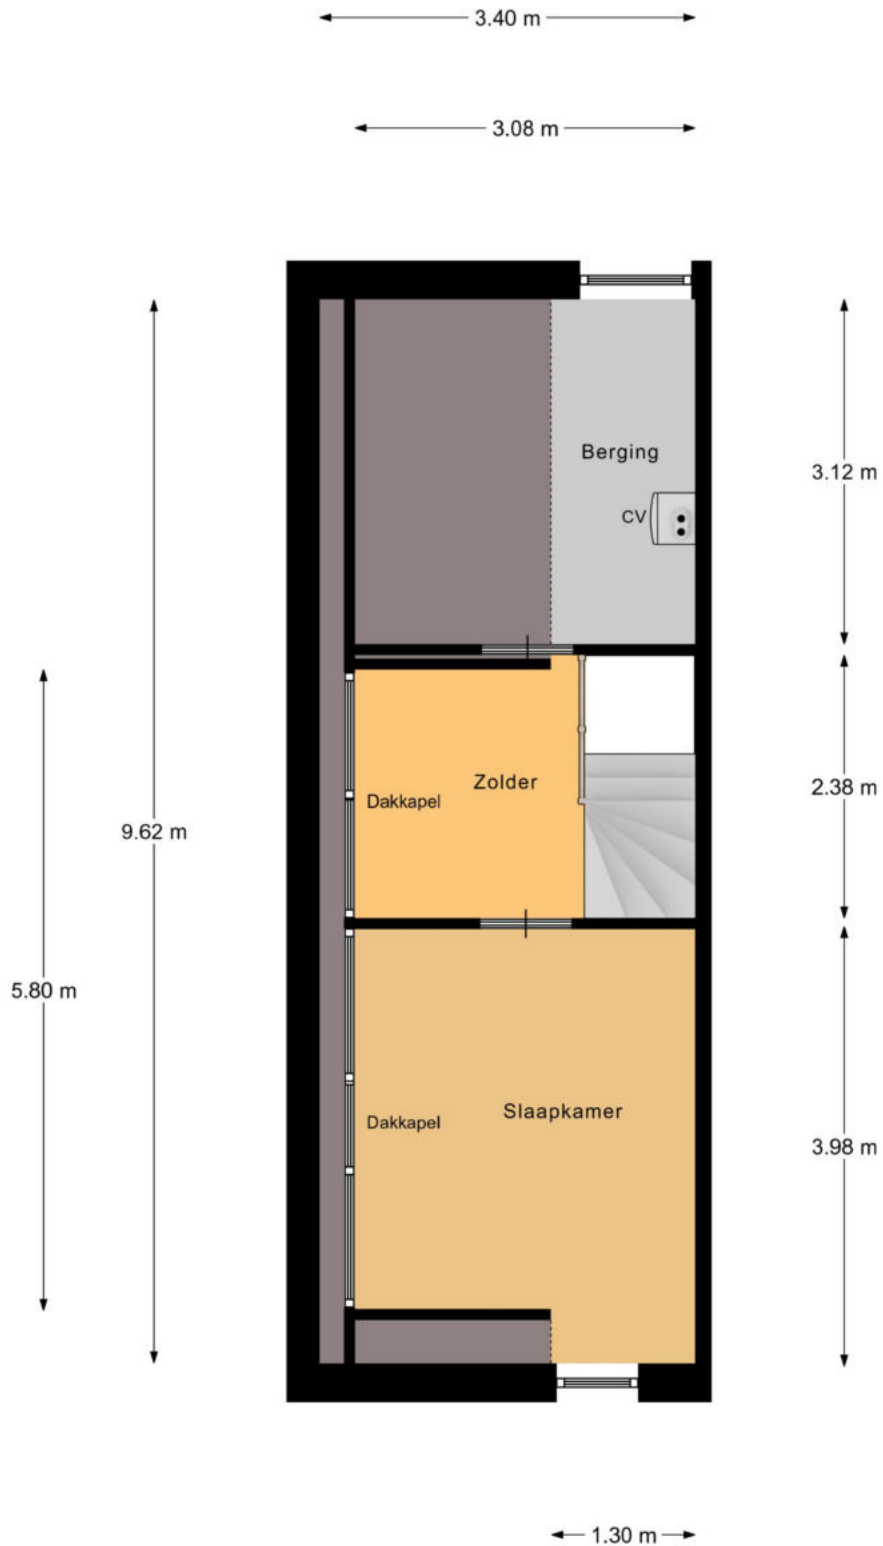 3.40 m
3.08 m
Berging
3.12 m
CV
Zolder
2.38 m
Dakkapel
9.62 m
5.80 m
Slaapkamer
Dakkapel
3.98 m
1.30 m